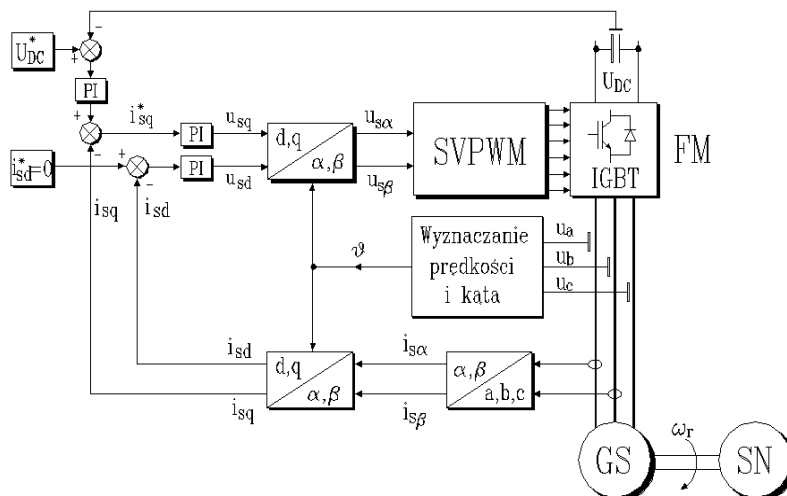 U*DC
+
−
PI
+
−
i*sq
PI
usq
d,q
α,β
usα
usβ
SVPWM
UDC
IGBT
FM
i*sd=0
+
−
PI
usd
isq
isd
ϑ
Wyznaczanie
prędkości
i kąta
ua
ub
uc
isd
isq
d,q
α,β
isα
isβ
α,β
a,b,c
GS
ωr
SN